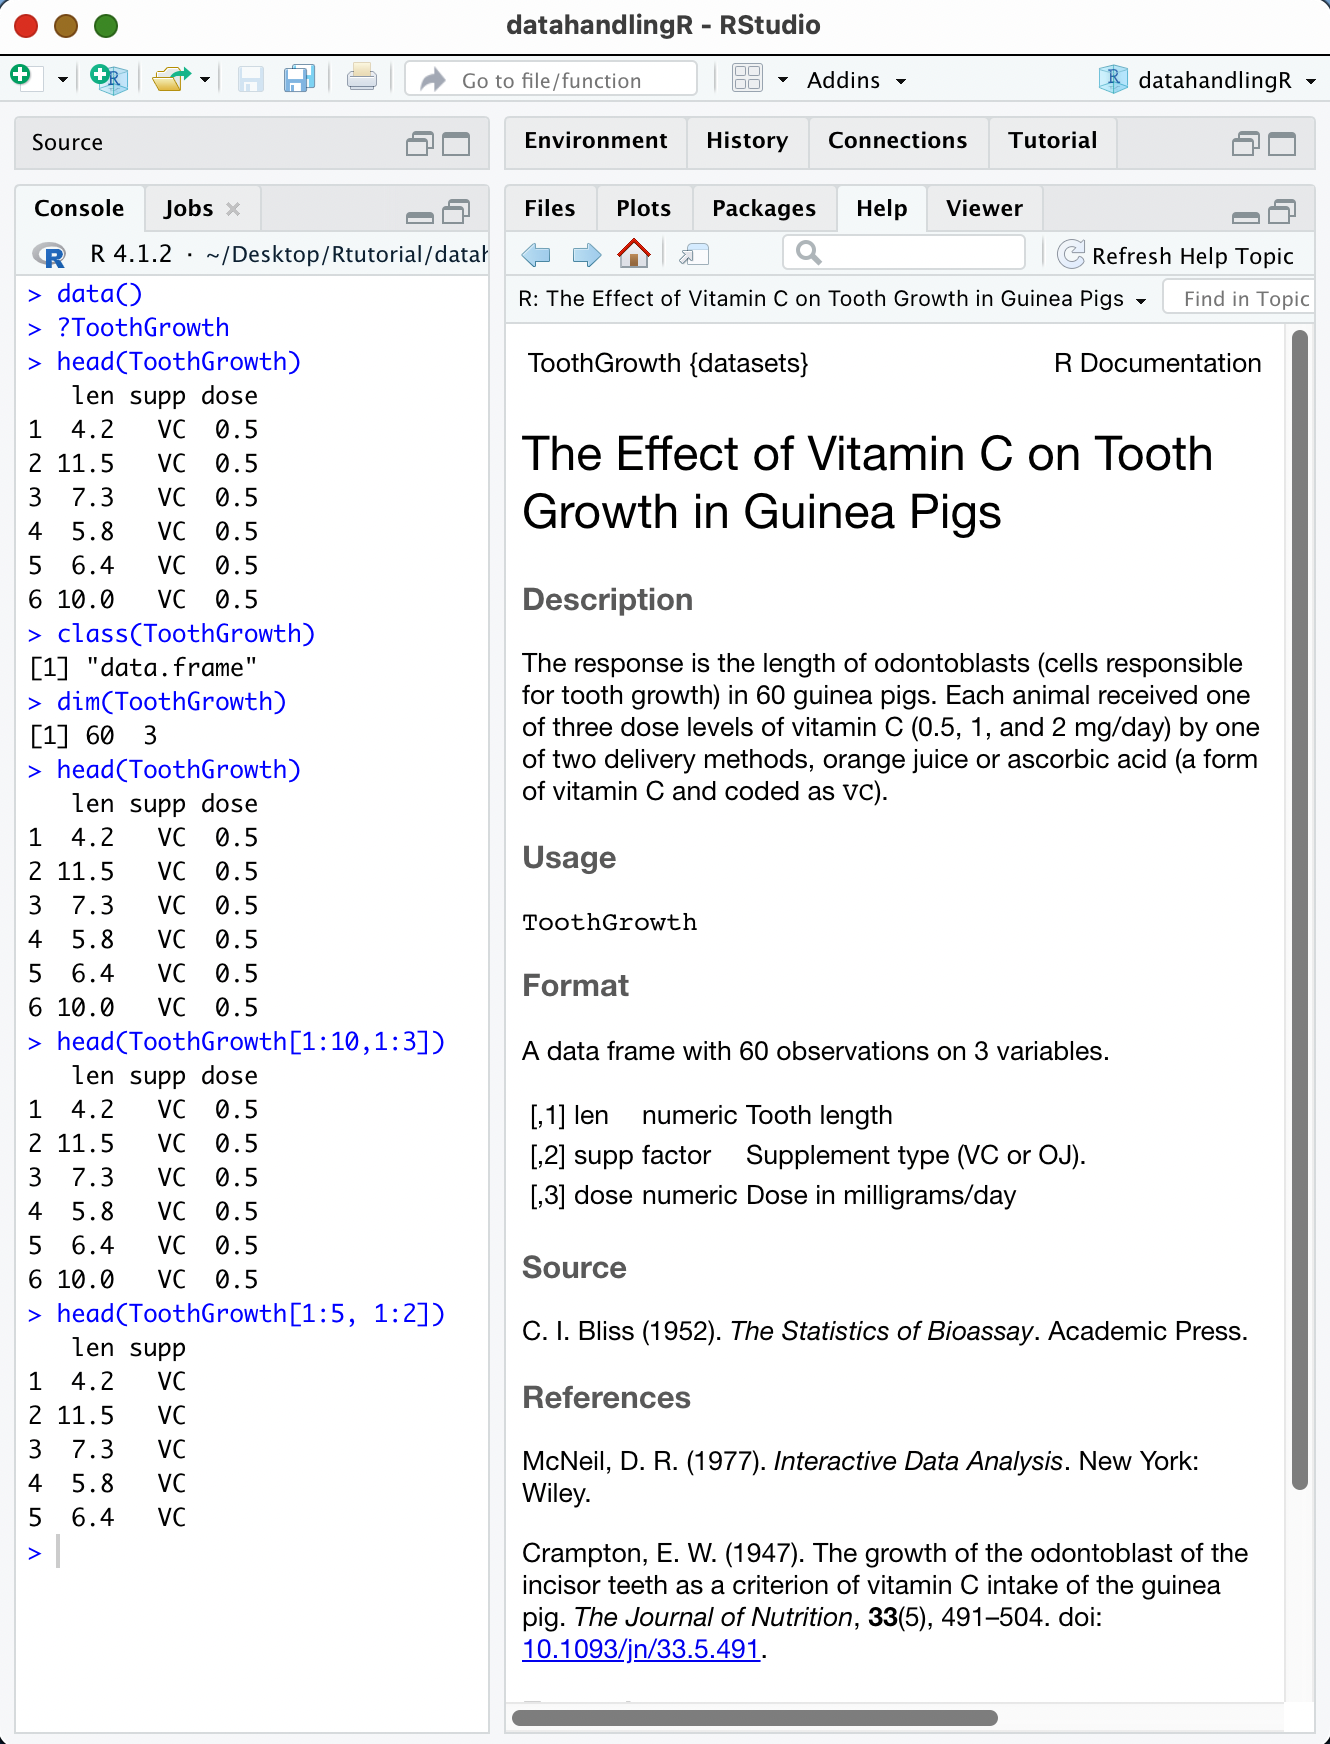 datahandlingR - RStudio
Go to file/function
Addins
datahandlingR
Source
Console
Jobs
R 4.1.2 · ~/Desktop/Rtutorial/datah
> data()
> ?ToothGrowth
> head(ToothGrowth)
len supp dose
1 4.2 VC 0.5
2 11.5 VC 0.5
3 7.3 VC 0.5
4 5.8 VC 0.5
5 6.4 VC 0.5
6 10.0 VC 0.5
> class(ToothGrowth)
[1] "data.frame"
> dim(ToothGrowth)
[1] 60 3
> head(ToothGrowth)
len supp dose
1 4.2 VC 0.5
2 11.5 VC 0.5
3 7.3 VC 0.5
4 5.8 VC 0.5
5 6.4 VC 0.5
6 10.0 VC 0.5
> head(ToothGrowth[1:10,1:3])
len supp dose
1 4.2 VC 0.5
2 11.5 VC 0.5
3 7.3 VC 0.5
4 5.8 VC 0.5
5 6.4 VC 0.5
6 10.0 VC 0.5
> head(ToothGrowth[1:5, 1:2])
len supp
1 4.2 VC
2 11.5 VC
3 7.3 VC
4 5.8 VC
5 6.4 VC
>
Environment History Connections Tutorial
Files Plots Packages Help Viewer
Refresh Help Topic
R: The Effect of Vitamin C on Tooth Growth in Guinea Pigs
Find in Topic
ToothGrowth {datasets} R Documentation
The Effect of Vitamin C on Tooth
Growth in Guinea Pigs
Description
The response is the length of odontoblasts (cells responsible
for tooth growth) in 60 guinea pigs. Each animal received one
of three dose levels of vitamin C (0.5, 1, and 2 mg/day) by one
of two delivery methods, orange juice or ascorbic acid (a form
of vitamin C and coded as VC).
Usage
ToothGrowth
Format
A data frame with 60 observations on 3 variables.
[,1] len numeric Tooth length
[,2] supp factor Supplement type (VC or OJ).
[,3] dose numeric Dose in milligrams/day
Source
C. I. Bliss (1952). The Statistics of Bioassay. Academic Press.
References
McNeil, D. R. (1977). Interactive Data Analysis. New York:
Wiley.
Crampton, E. W. (1947). The growth of the odontoblast of the
incisor teeth as a criterion of vitamin C intake of the guinea
pig. The Journal of Nutrition, 33(5), 491–504. doi:
10.1093/jn/33.5.491.